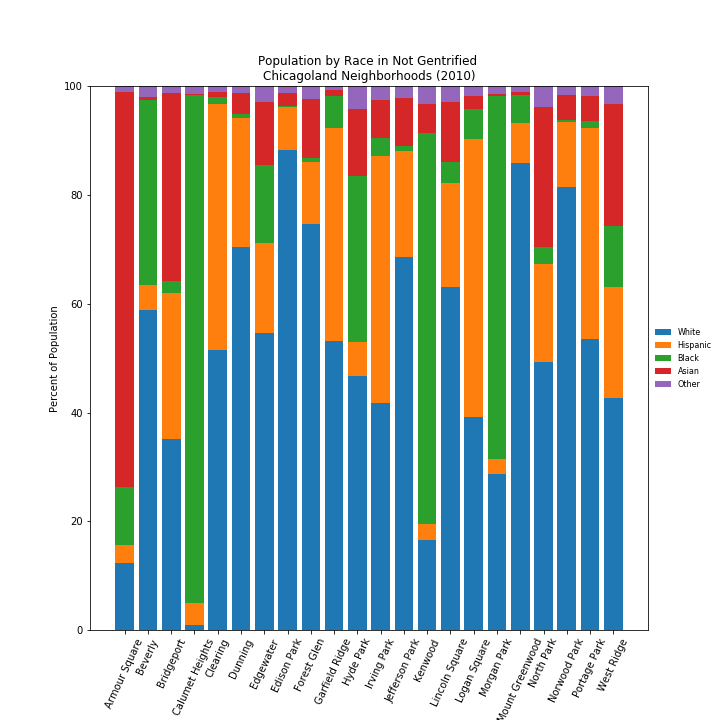 Population by Race in Not Gentrified
Chicagoland Neighborhoods (2010)
100
80
60
40
20
0
Percent of Population
White
Hispanic
Black
Asian
Other
Armour Square
Beverly
Bridgeport
Calumet Heights
Clearing
Dunning
Edgewater
Edison Park
Forest Glen
Garfield Ridge
Hyde Park
Irving Park
Jefferson Park
Kenwood
Lincoln Square
Logan Square
Morgan Park
Mount Greenwood
North Park
Norwood Park
Portage Park
West Ridge